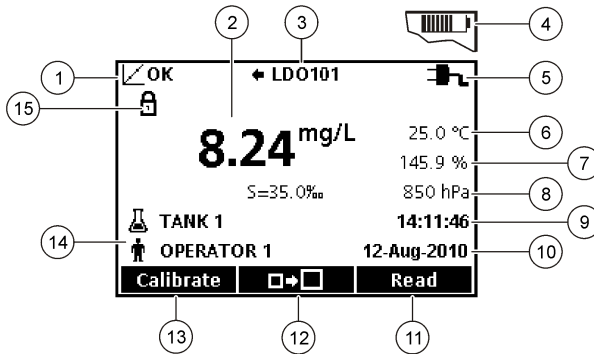 2
3
4
1
OK
LDO101
5
15
8.24 mg/L
25.0 °C
6
145.9 %
7
S=35.0‰
850 hPa
8
TANK 1
14:11:46
9
14
OPERATOR 1
12-Aug-2010
10
Calibrate
Read
13
12
11